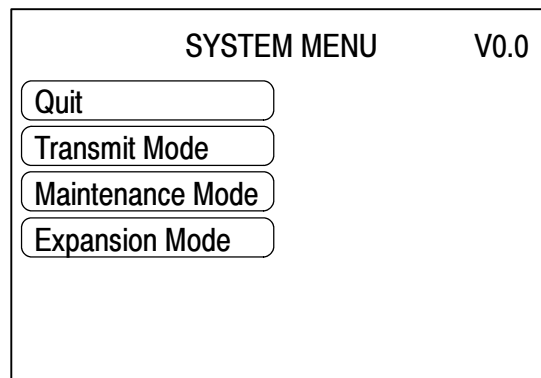 SYSTEM MENU V0.0
Quit
Transmit Mode
Maintenance Mode
Expansion Mode